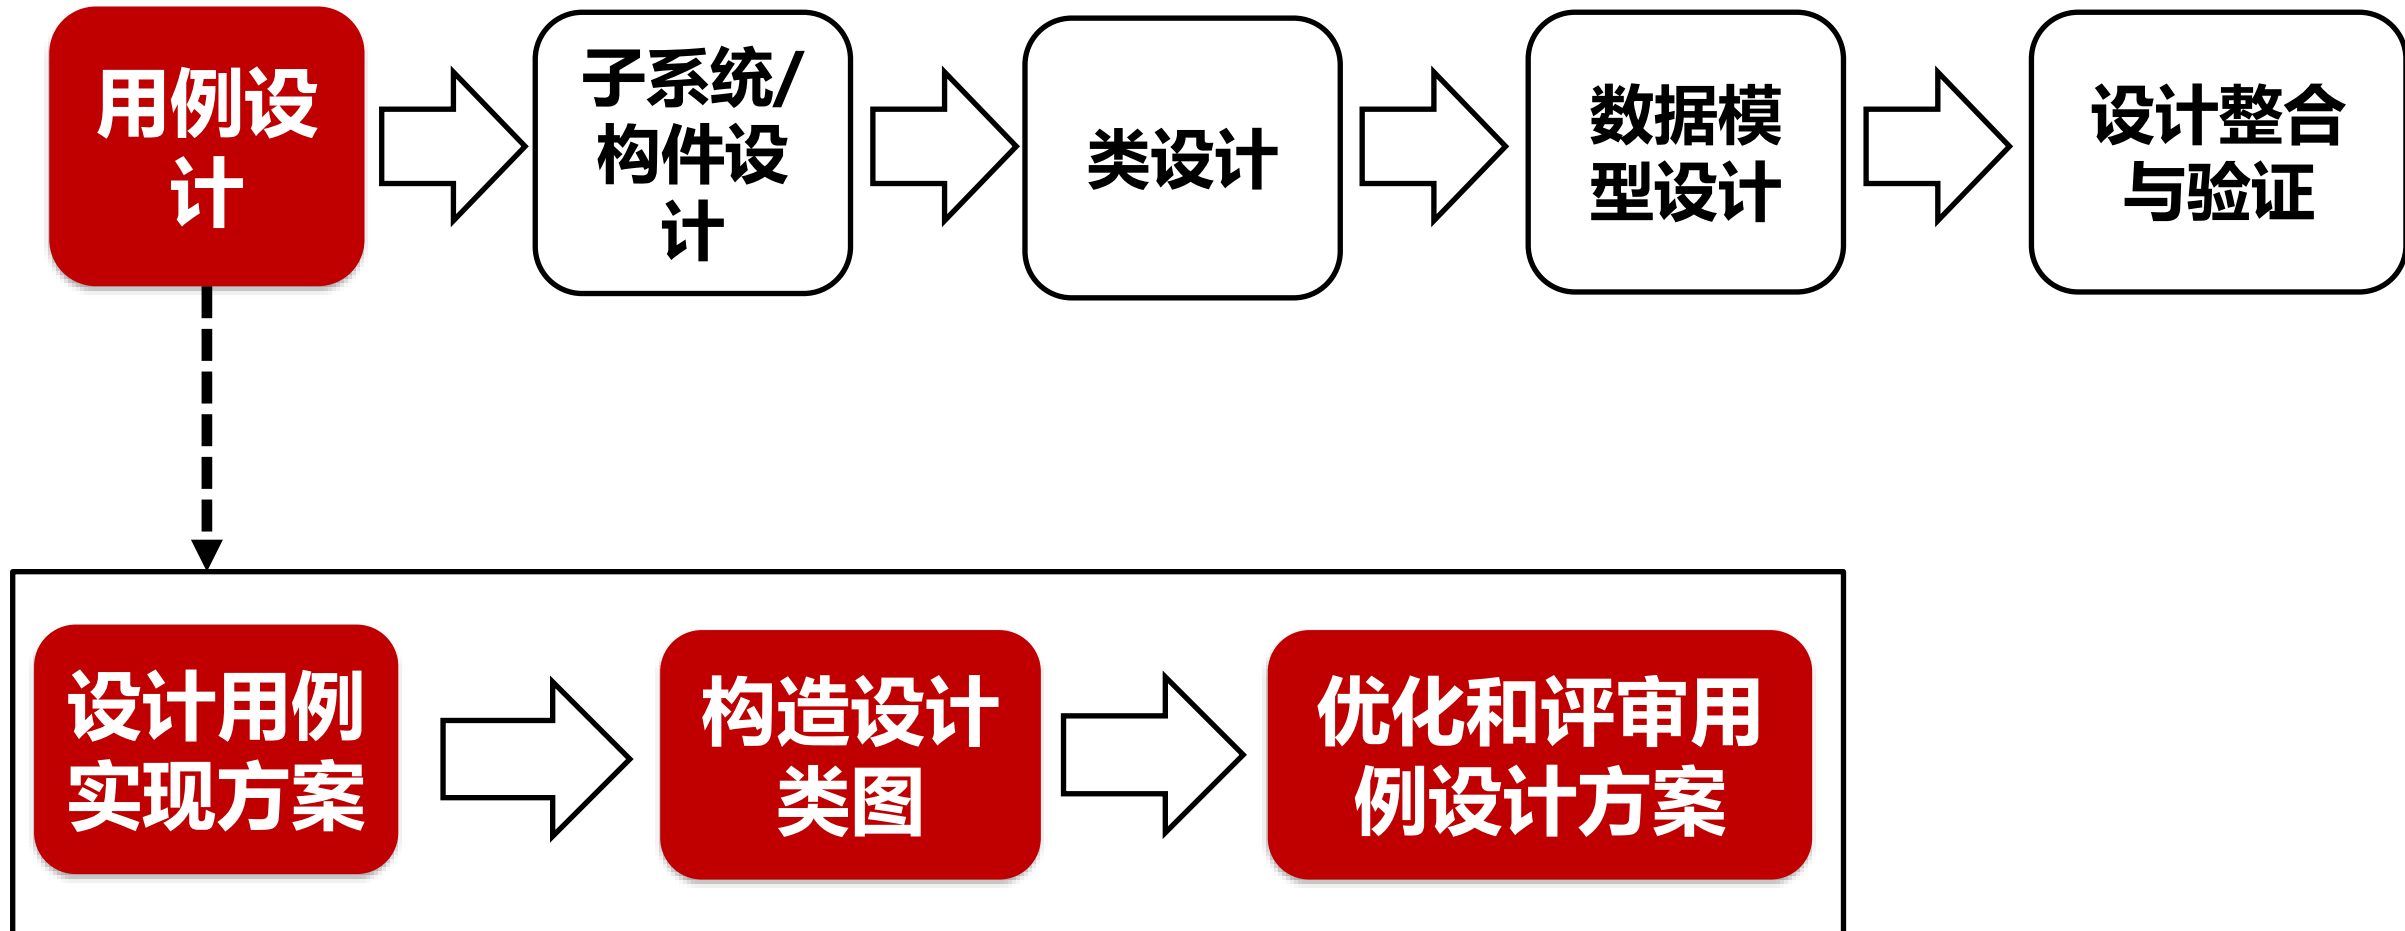 用例设
计
子系统/
构件设
计
类设计
数据模
型设计
设计整合
与验证
设计用例
实现方案
构造设计
类图
优化和评审用
例设计方案